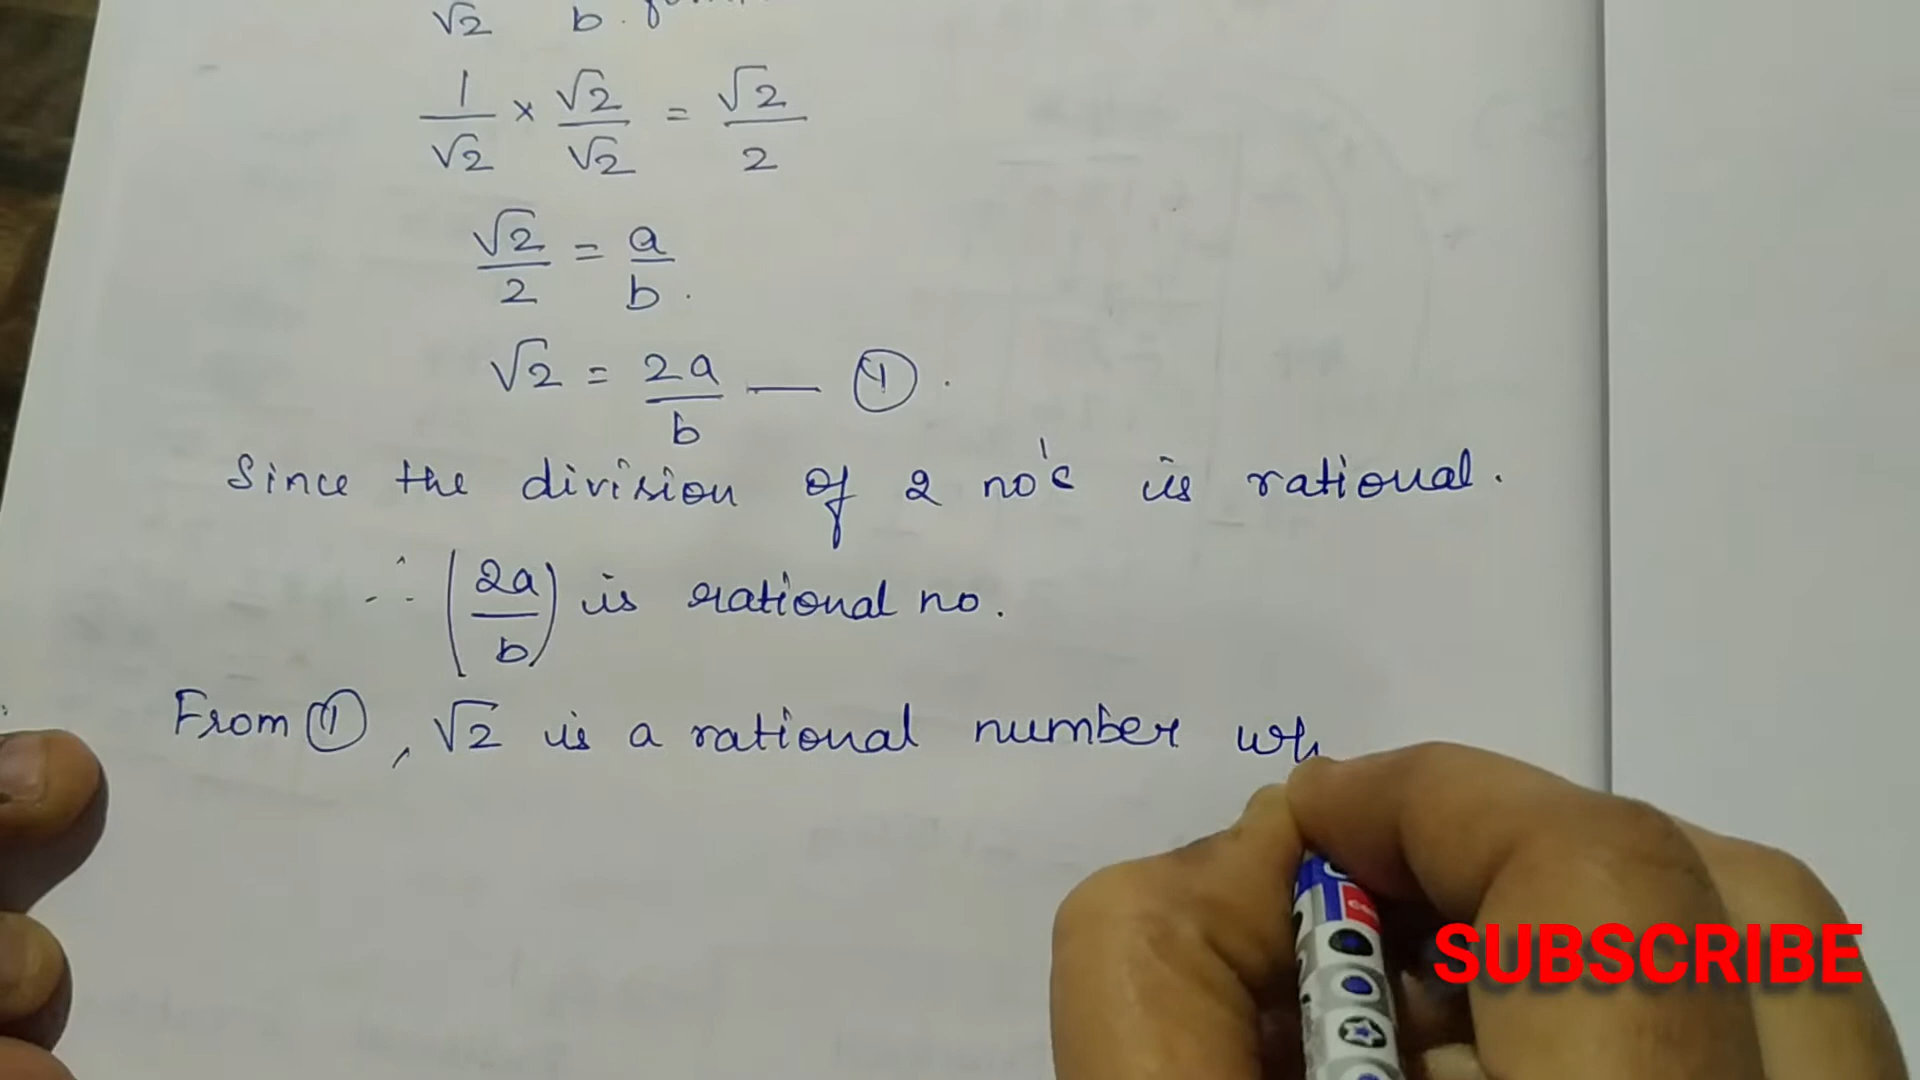 √2 b.
1/√2 × √2/√2 = √2/2
√2/2 = a/b.
√2 = 2a/b — ①.
Since the division of 2 no's is rational.
∴ (2a/b) is rational no.
From ①, √2 is a rational number wh
SUBSCRIBE